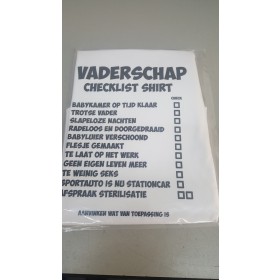 VADERSCHAP
CHECKLIST SHIRT
CHECK
BABYKAMER OP TIJD KLAAR
TROTSE VADER
SLAPELOZE NACHTEN
RADELOOS EN DOORGEDRAAID
BABYLUIER VERSCHOOND
FLESJE GEMAAKT
TE LAAT OP HET WERK
GEEN EIGEN LEVEN MEER
TE WEINIG SEKS
SPORTAUTO IS NU STATIONCAR
AFSPRAAK STERILISATIE
AANVINKEN WAT VAN TOEPASSING IS